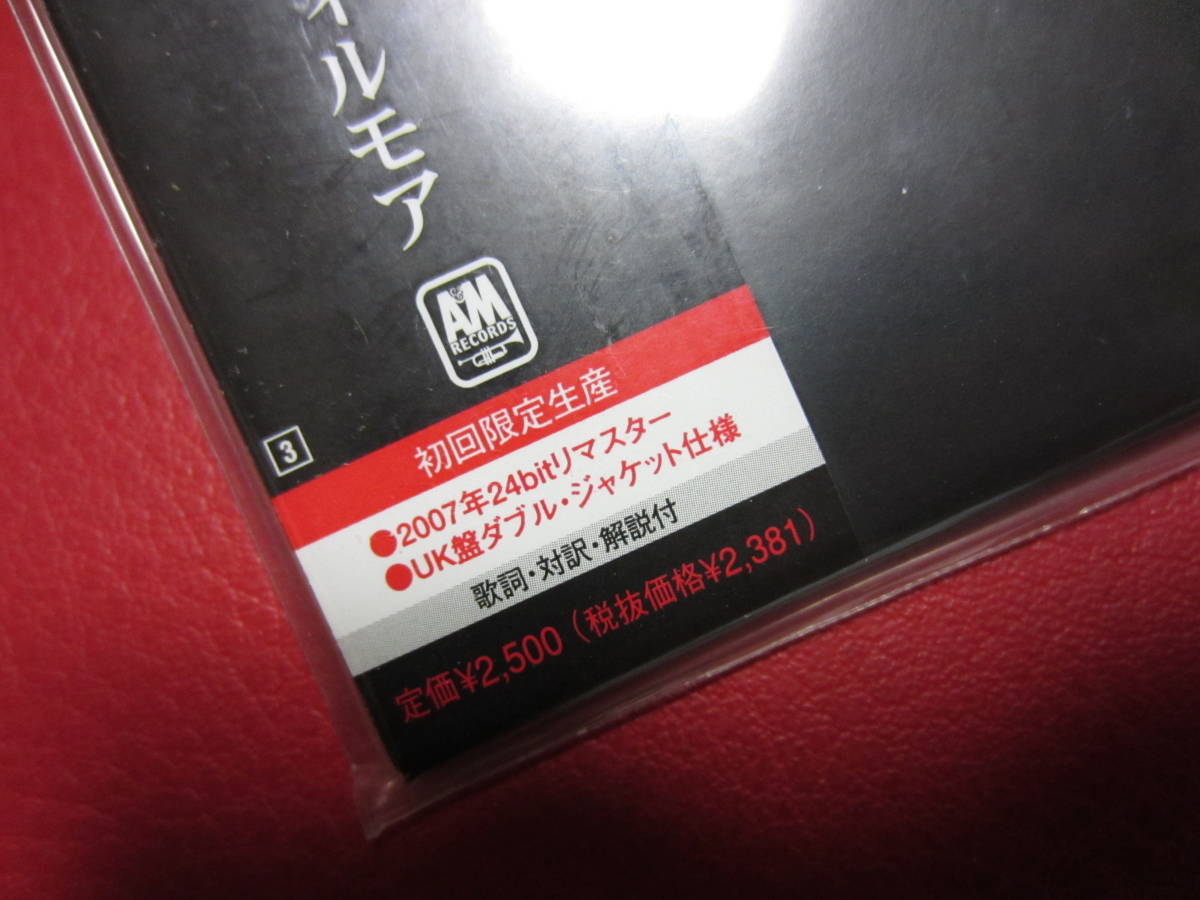 ィルモア
A&M
RECORDS
3
初回限定生産
●2007年24bitリマスター
●UK盤ダブル・ジャケット仕様
歌詞・対訳・解説付
定価¥2,500（税抜価格¥2,381）